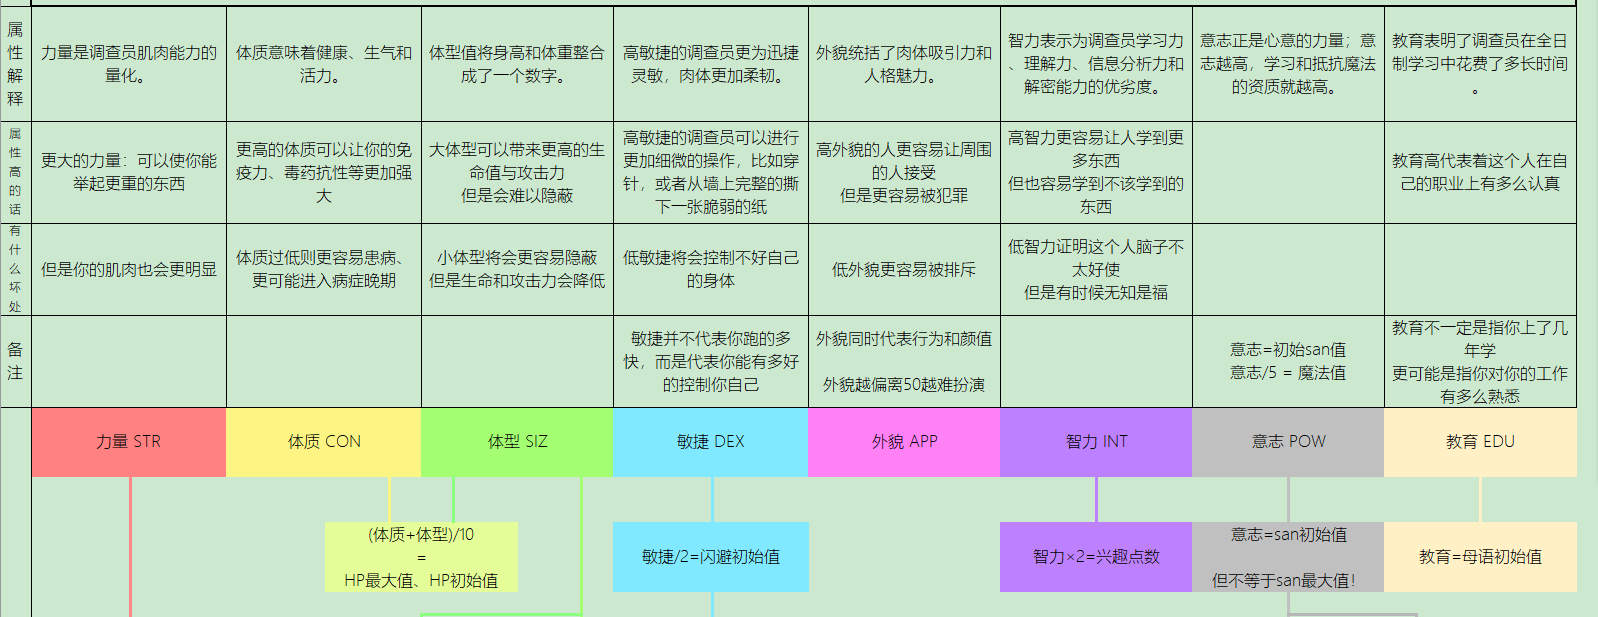 属
性
解
释
力量是调查员肌肉能力的
量化。
体质意味着健康、生气和
活力。
体型值将身高和体重整合
成了一个数字。
高敏捷的调查员更为迅捷
灵敏，肉体更加柔韧。
外貌统括了肉体吸引力和
人格魅力。
智力表示为调查员学习力
、理解力、信息分析力和
解密能力的优劣度。
意志正是心意的力量；意
志越高，学习和抵抗魔法
的资质就越高。
教育表明了调查员在全日
制学习中花费了多长时间
。
属
性
高
的
话
更大的力量：可以使你能
举起更重的东西
更高的体质可以让你的免
疫力、毒药抗性等更加强
大
大体型可以带来更高的生
命值与攻击力
但是会难以隐蔽
高敏捷的调查员可以进行
更加细微的操作，比如穿
针，或者从墙上完整的撕
下一张脆弱的纸
高外貌的人更容易让周围
的人接受
但是更容易被犯罪
高智力更容易让人学到更
多东西
但也容易学到不该学到的
东西
教育高代表着这个人在自
己的职业上有多么认真
有
什
么
坏
处
但是你的肌肉也会更明显
体质过低则更容易患病、
更可能进入病症晚期
小体型将会更容易隐蔽
但是生命和攻击力会降低
低敏捷将会控制不好自己
的身体
低外貌更容易被排斥
低智力证明这个人脑子不
太好使
但是有时候无知是福
备
注
敏捷并不代表你跑的多
快，而是代表你能有多好
的控制你自己
外貌同时代表行为和颜值
外貌越偏离50越难扮演
意志=初始san值
意志/5 = 魔法值
教育不一定是指你上了几
年学
更可能是指你对你的工作
有多么熟悉
力量 STR
体质 CON
体型 SIZ
敏捷 DEX
外貌 APP
智力 INT
意志 POW
教育 EDU
(体质+体型)/10
=
HP最大值、HP初始值
敏捷/2=闪避初始值
智力×2=兴趣点数
意志=san初始值
但不等于san最大值！
教育=母语初始值